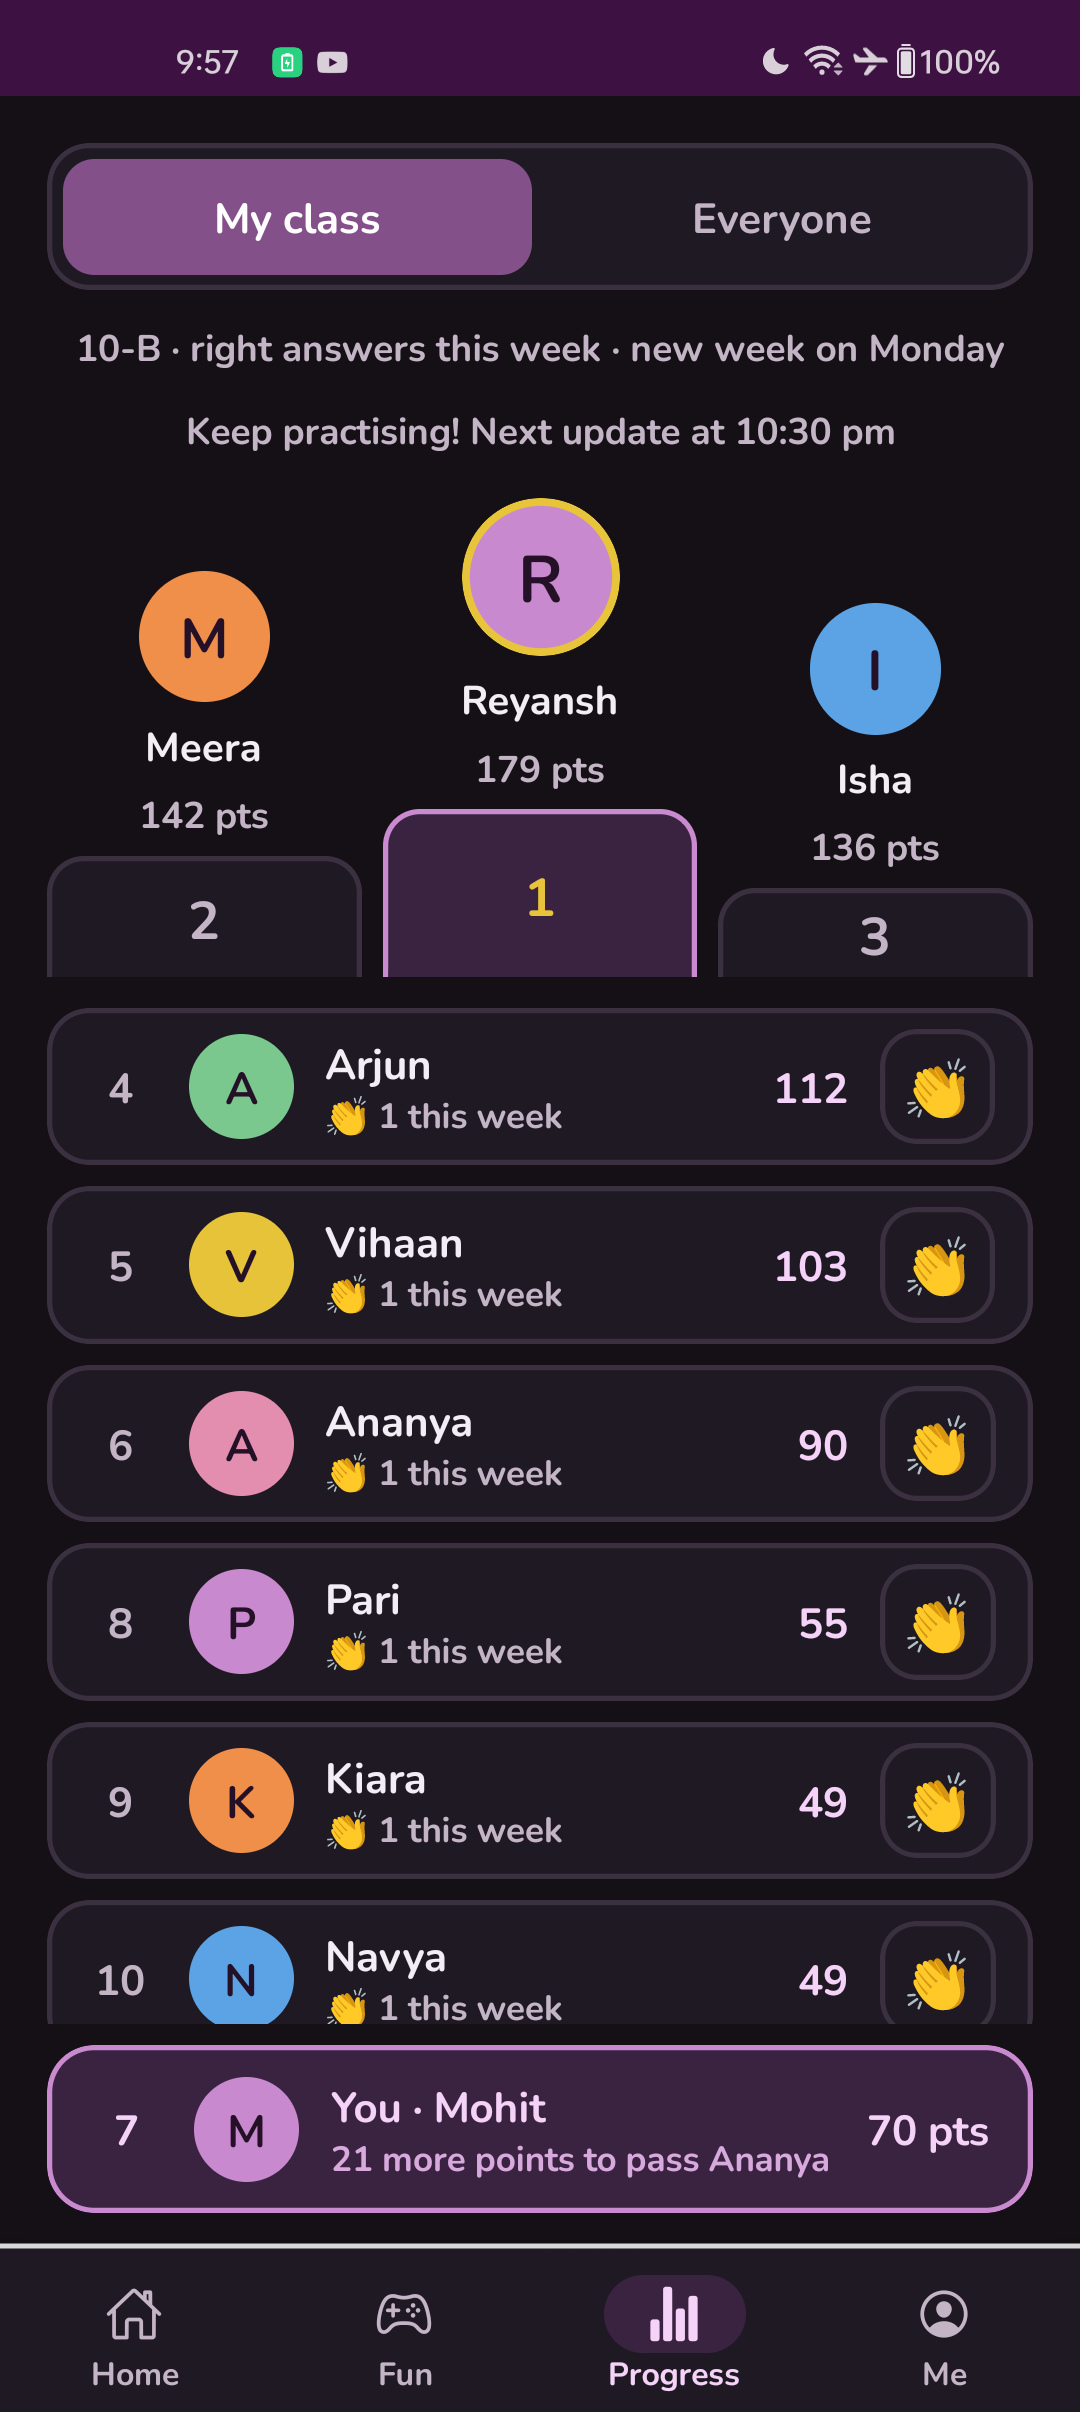 9:57
100%
My class
Everyone
10-B · right answers this week · new week on Monday
Keep practising! Next update at 10:30 pm
R
Reyansh
179 pts
1
M
Meera
142 pts
2
I
Isha
136 pts
3
4
A
Arjun
👏 1 this week
112
👏
5
V
Vihaan
👏 1 this week
103
👏
6
A
Ananya
👏 1 this week
90
👏
8
P
Pari
👏 1 this week
55
👏
9
K
Kiara
👏 1 this week
49
👏
10
N
Navya
👏 1 this week
49
👏
7
M
You · Mohit
21 more points to pass Ananya
70 pts
Home
Fun
Progress
Me